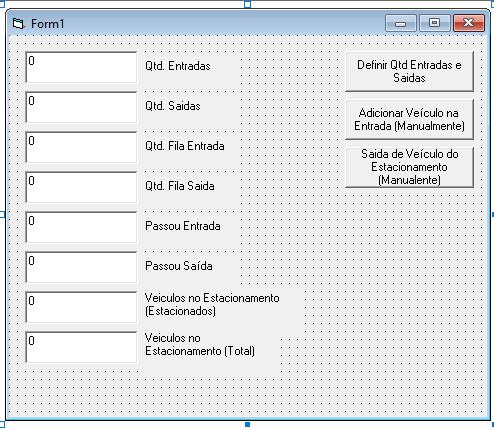 Form1
0
Qtd. Entradas
0
Qtd. Saidas
0
Qtd. Fila Entrada
0
Qtd. Fila Saida
0
Passou Entrada
0
Passou Saída
0
Veiculos no Estacionamento
(Estacionados)
0
Veiculos no
Estacionamento (Total)
Definir Qtd Entradas e
Saidas
Adicionar Veículo na
Entrada (Manualmente)
Saida de Veículo do
Estacionamento
(Manualente)